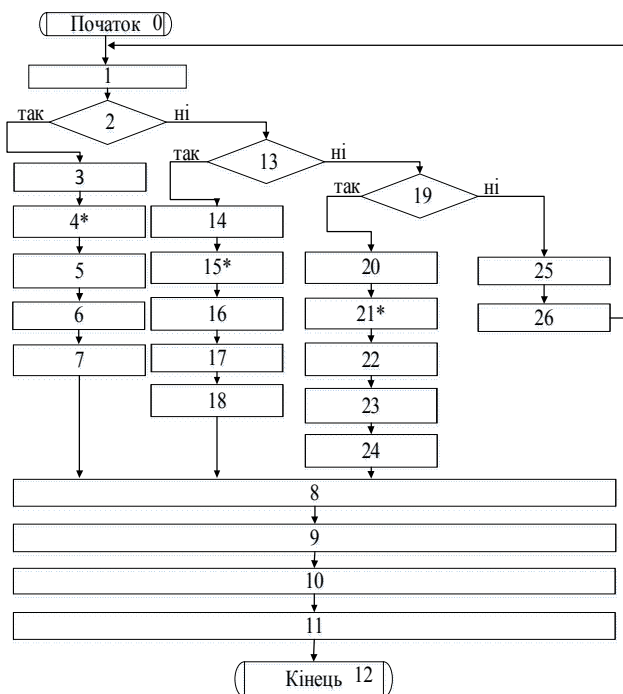 Початок 0
1
так 2 ні
так 13 ні
3
так 19 ні
4* 14
5 15* 20 25
6 16 21* 26
7 17 22
18 23
24
8
9
10
11
Кінець 12